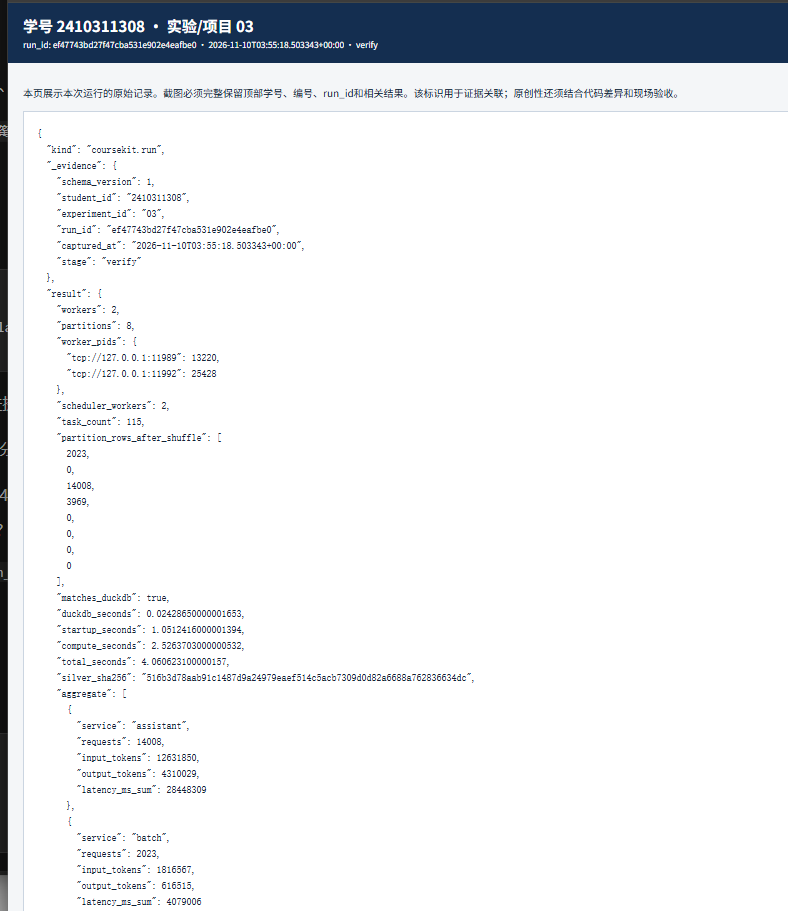 学号 2410311308 · 实验/项目 03
run_id: ef47743bd27f47cba531e902e4eafbe0 · 2026-11-10T03:55:18.503343+00:00 · verify
本页展示本次运行的原始记录。截图必须完整保留顶部学号、编号、run_id和相关结果。该标识用于证据关联；原创性还须结合代码差异和现场验收。
{
"kind": "coursekit.run",
"_evidence": {
"schema_version": 1,
"student_id": "2410311308",
"experiment_id": "03",
"run_id": "ef47743bd27f47cba531e902e4eafbe0",
"captured_at": "2026-11-10T03:55:18.503343+00:00",
"stage": "verify"
},
"result": {
"workers": 2,
"partitions": 8,
"worker_pids": {
"tcp://127.0.0.1:11989": 13220,
"tcp://127.0.0.1:11992": 25428
},
"scheduler_workers": 2,
"task_count": 115,
"partition_rows_after_shuffle": [
2023,
0,
14008,
3969,
0,
0,
0,
0
],
"matches_duckdb": true,
"duckdb_seconds": 0.02428650000001653,
"startup_seconds": 1.0512416000001394,
"compute_seconds": 2.5263703000000532,
"total_seconds": 4.060623100000157,
"silver_sha256": "516b3d78aab91c1487d9a24979eaef514c5acb7309d0d82a6688a762836634dc",
"aggregate": [
{
"service": "assistant",
"requests": 14008,
"input_tokens": 12631850,
"output_tokens": 4310029,
"latency_ms_sum": 28448309
},
{
"service": "batch",
"requests": 2023,
"input_tokens": 1816567,
"output_tokens": 616515,
"latency_ms_sum": 4079006